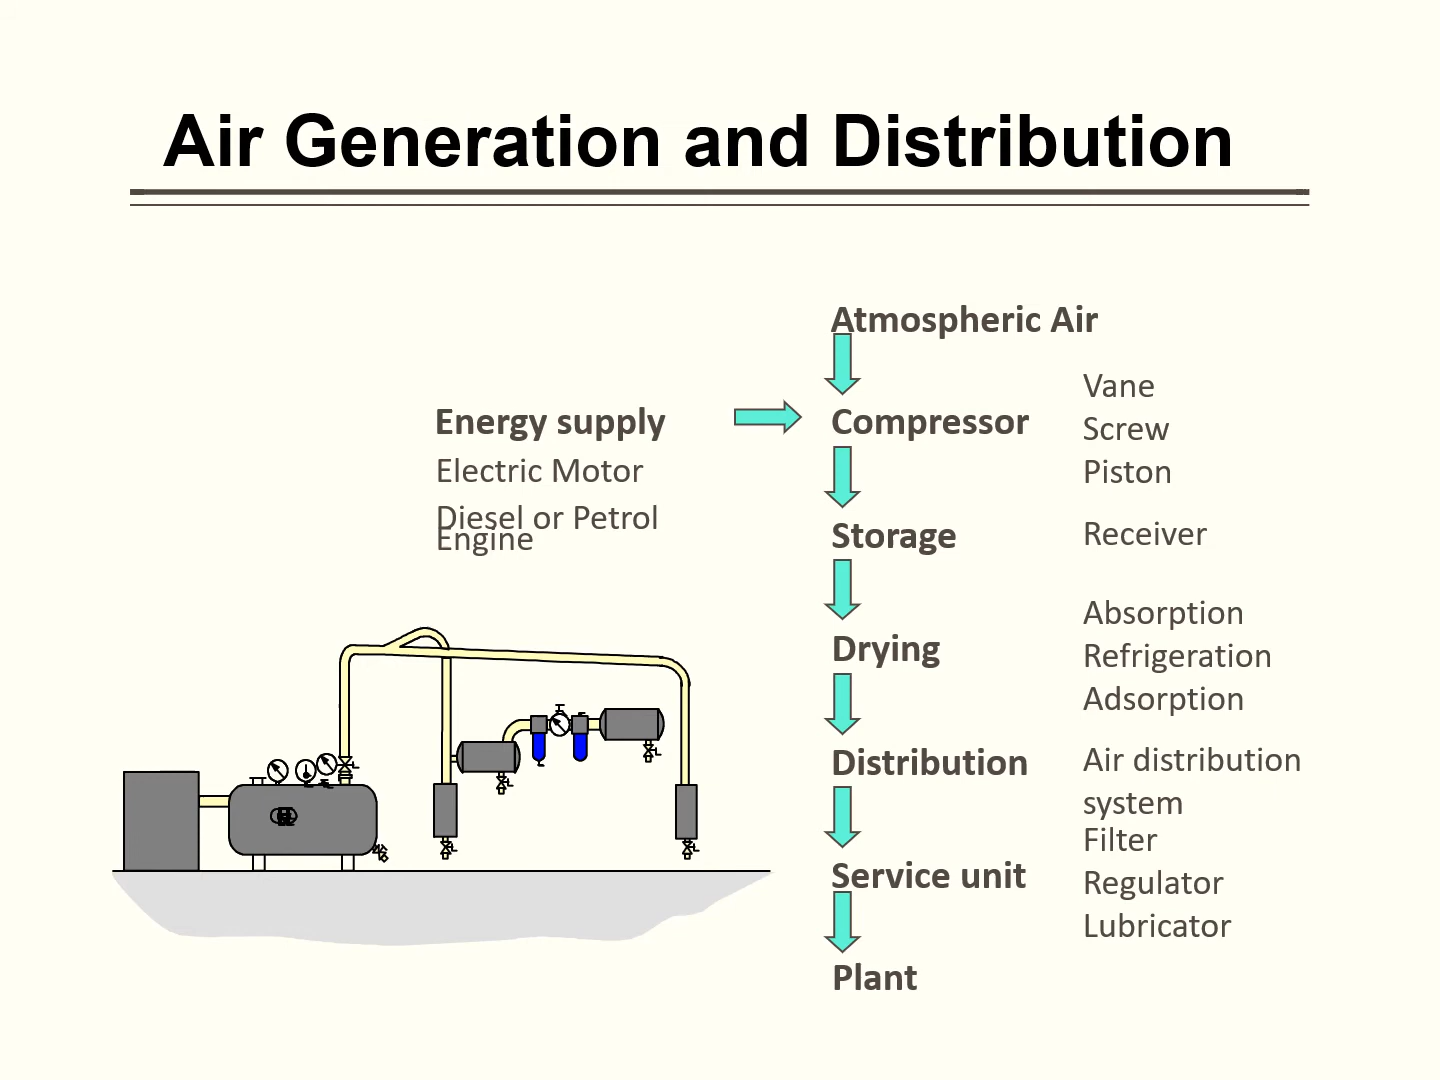 Air Generation and Distribution
Atmospheric Air
Energy supply
Electric Motor
Diesel or Petrol
Engine
Compressor
Vane
Screw
Piston
Storage
Receiver
Drying
Absorption
Refrigeration
Adsorption
Distribution
Air distribution
system
Service unit
Filter
Regulator
Lubricator
Plant